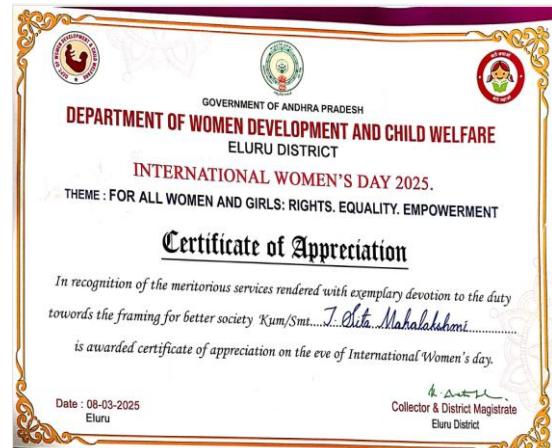 GOVERNMENT OF ANDHRA PRADESH
DEPARTMENT OF WOMEN DEVELOPMENT AND CHILD WELFARE
ELURU DISTRICT
INTERNATIONAL WOMEN'S DAY 2025.
THEME : FOR ALL WOMEN AND GIRLS: RIGHTS. EQUALITY. EMPOWERMENT
Certificate of Appreciation
In recognition of the meritorious services rendered with exemplary devotion to the duty
towards the framing for better society Kum/Smt....T. Sita Mahalakshmi..............
is awarded certificate of appreciation on the eve of International Women's day.
Date : 08-03-2025
Eluru
Collector & District Magistrate
Eluru District